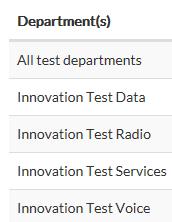 Department(s)
All test departments
Innovation Test Data
Innovation Test Radio
Innovation Test Services
Innovation Test Voice